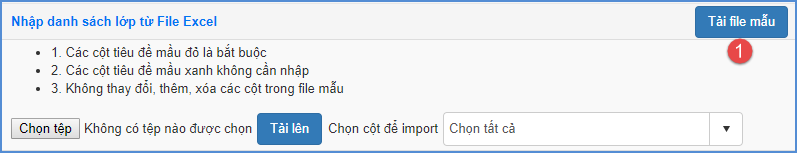 Nhập danh sách lớp từ File Excel Tải file mẫu
1
1. Các cột tiêu đề mầu đỏ là bắt buộc
2. Các cột tiêu đề mầu xanh không cần nhập
3. Không thay đổi, thêm, xóa các cột trong file mẫu
Chọn tệp Không có tệp nào được chọn Tải lên Chọn cột để import Chọn tất cả